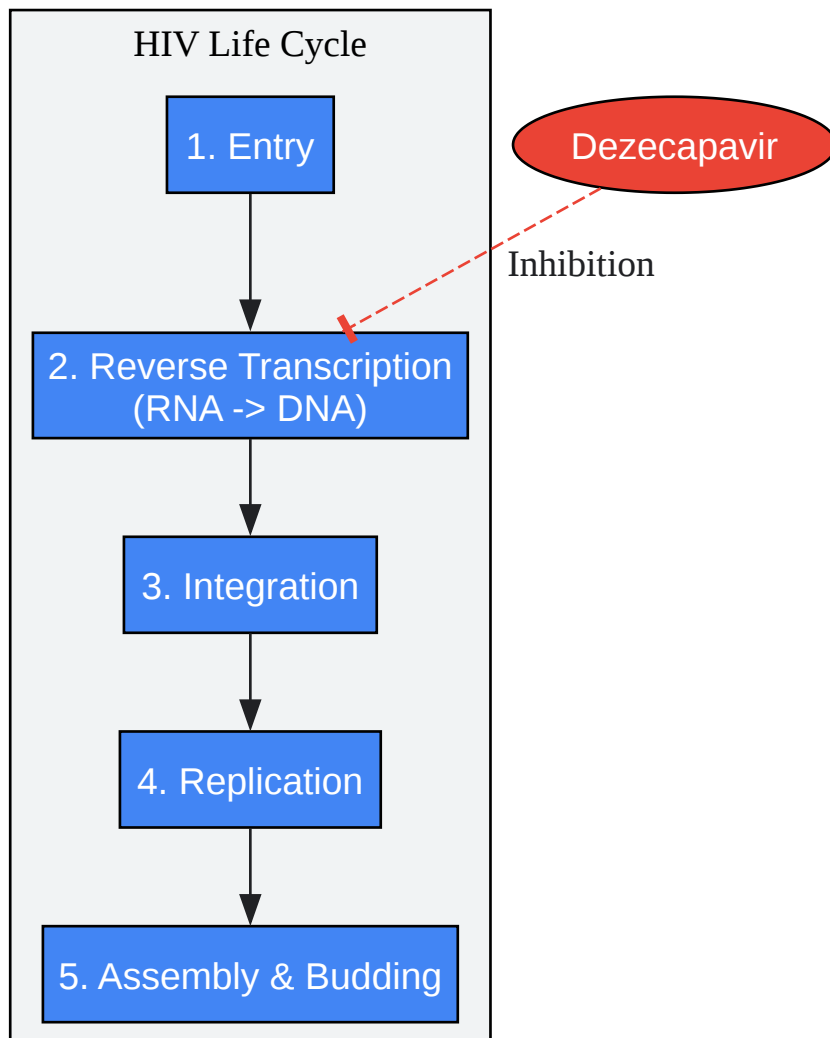 HIV Life Cycle
1. Entry
Dezecapavir
Inhibition
2. Reverse Transcription
(RNA -> DNA)
3. Integration
4. Replication
5. Assembly & Budding